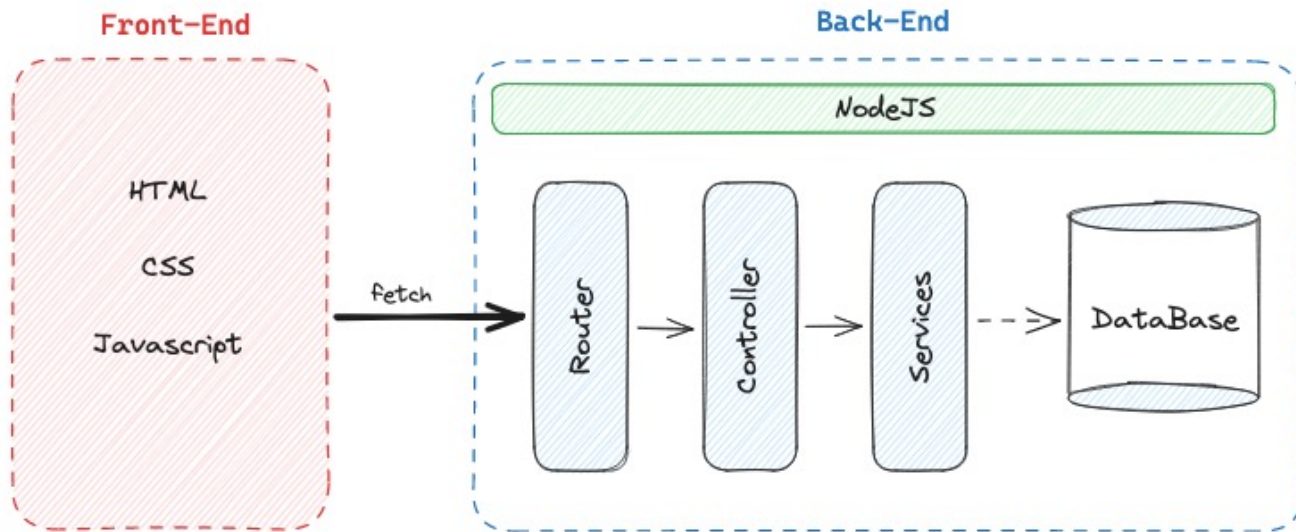 Front-End
Back-End
NodeJS
HTML
CSS
Javascript
fetch
Router
Controller
Services
DataBase